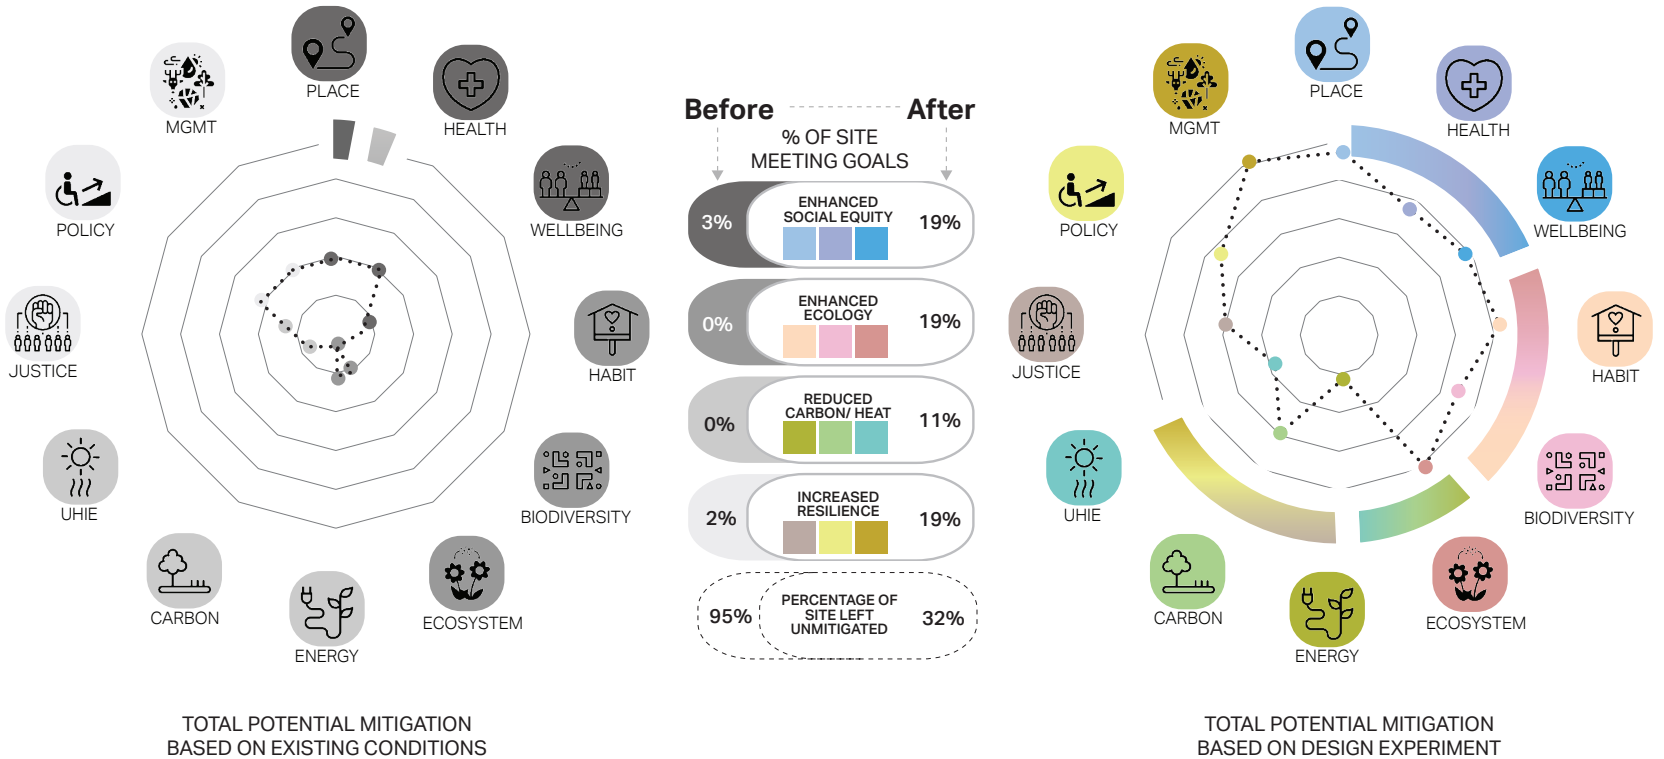 PLACE
MGMT
HEALTH
POLICY
WELLBEING
JUSTICE
HABIT
UHIE
BIODIVERSITY
CARBON
ECOSYSTEM
ENERGY
TOTAL POTENTIAL MITIGATION
BASED ON EXISTING CONDITIONS
Before
After
% OF SITE
MEETING GOALS
3%
ENHANCED
SOCIAL EQUITY
19%
0%
ENHANCED
ECOLOGY
19%
0%
REDUCED
CARBON/ HEAT
11%
2%
INCREASED
RESILIENCE
19%
95%
PERCENTAGE OF
SITE LEFT
UNMITIGATED
32%
PLACE
MGMT
HEALTH
POLICY
WELLBEING
JUSTICE
HABIT
UHIE
BIODIVERSITY
CARBON
ECOSYSTEM
ENERGY
TOTAL POTENTIAL MITIGATION
BASED ON DESIGN EXPERIMENT